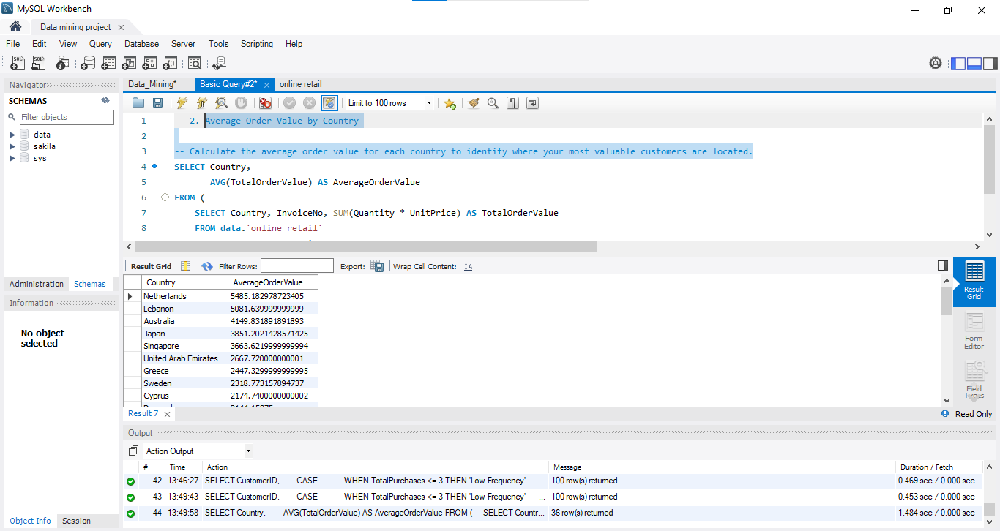 MySQL Workbench
Data mining project
File Edit View Query Database Server Tools Scripting Help
Navigator
SCHEMAS
Filter objects
data
sakila
sys
Administration Schemas
Information
No object
selected
Object Info Session
Data_Mining* Basic Query#2* online retail
Limit to 100 rows
1 -- 2. Average Order Value by Country
2
3 -- Calculate the average order value for each country to identify where your most valuable customers are located.
4 SELECT Country,
5 AVG(TotalOrderValue) AS AverageOrderValue
6 FROM (
7 SELECT Country, InvoiceNo, SUM(Quantity * UnitPrice) AS TotalOrderValue
8 FROM data.`online retail`
Result Grid Filter Rows: Export: Wrap Cell Content:
Country AverageOrderValue
Netherlands 5485.182978723405
Lebanon 5081.639999999999
Australia 4149.831891891893
Japan 3851.2021428571425
Singapore 3663.6219999999994
United Arab Emirates 2667.720000000001
Greece 2447.3299999999995
Sweden 2318.773157894737
Cyprus 2174.7400000000002
Result
Grid
Form
Editor
Field
Types
Result 7
Read Only
Output
Action Output
# Time Action Message Duration / Fetch
42 13:46:27 SELECT CustomerID, CASE WHEN TotalPurchases <= 3 THEN 'Low Frequency' ... 100 row(s) returned 0.469 sec / 0.000 sec
43 13:49:43 SELECT CustomerID, CASE WHEN TotalPurchases <= 3 THEN 'Low Frequency' ... 100 row(s) returned 0.453 sec / 0.000 sec
44 13:49:58 SELECT Country, AVG(TotalOrderValue) AS AverageOrderValue FROM ( SELECT Countr... 36 row(s) returned 1.484 sec / 0.000 sec